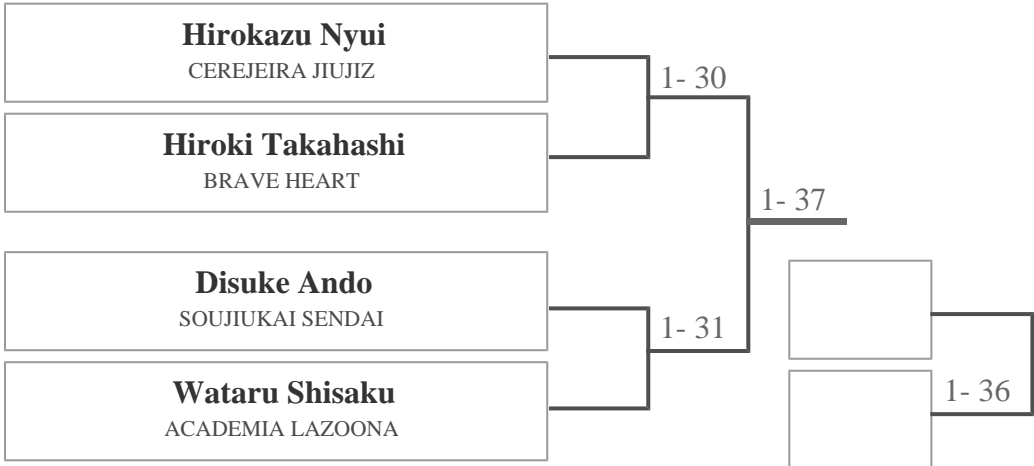 Hirokazu Nyui
CEREJEIRA JIUJIZ
1- 30
Hiroki Takahashi
BRAVE HEART
1- 37
Disuke Ando
SOUJIUKAI SENDAI
1- 31
Wataru Shisaku
ACADEMIA LAZOONA
1- 36